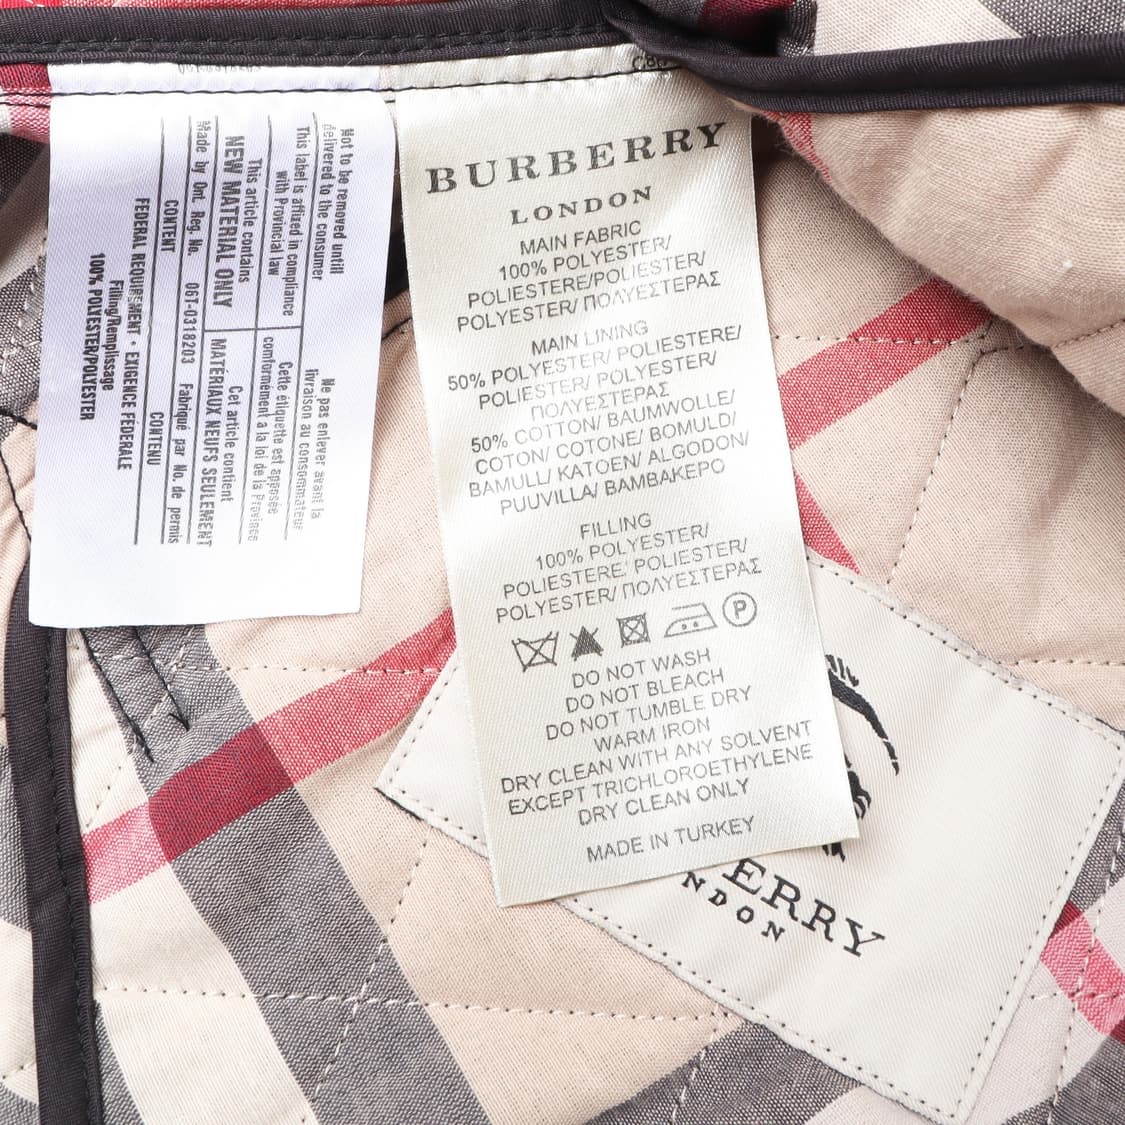 Not to be removed untill
delivered to the consumer
This label is affixed in compliance
with Provincial law
This article contains
NEW MATERIAL ONLY
Made by Ont. Reg. No.
CONTENT
Ne pas enlever avant la
livraison au consommateur
Cette étiquette est apposée
comformément à la loi de la Province
Cet article contient
MATÉRIAUX NEUFS SEULEMENT
06T-0318203 Fabriqué par No. de permis
CONTENU
FEDERAL REQUIREMENT • EXIGENCE FEDERALE
Filling/Remplissage
100% POLYESTER/POLYESTER
BURBERRY
LONDON
MAIN FABRIC
100% POLYESTER/
POLIESTERE/POLIESTER/
POLYESTER/ ΠΟΛΥΕΣΤΕΡΑΣ
MAIN LINING
50% POLYESTER/ POLIESTERE/
POLIESTER/ POLYESTER/
ΠΟΛΥΕΣΤΕΡΑΣ
50% COTTON/ BAUMWOLLE/
COTON/ COTONE/ BOMULD/
BAMULL/ KATOEN/ ALGODON/
PUUVILLA/ ΒΑΜΒΑΚΕΡΟ
FILLING
100% POLYESTER/
POLIESTERE/ POLIESTER/
POLYESTER/ ΠΟΛΥΕΣΤΕΡΑΣ
P
DO NOT WASH
DO NOT BLEACH
DO NOT TUMBLE DRY
WARM IRON
DRY CLEAN WITH ANY SOLVENT
EXCEPT TRICHLOROETHYLENE
DRY CLEAN ONLY
MADE IN TURKEY
ERRY
NDON